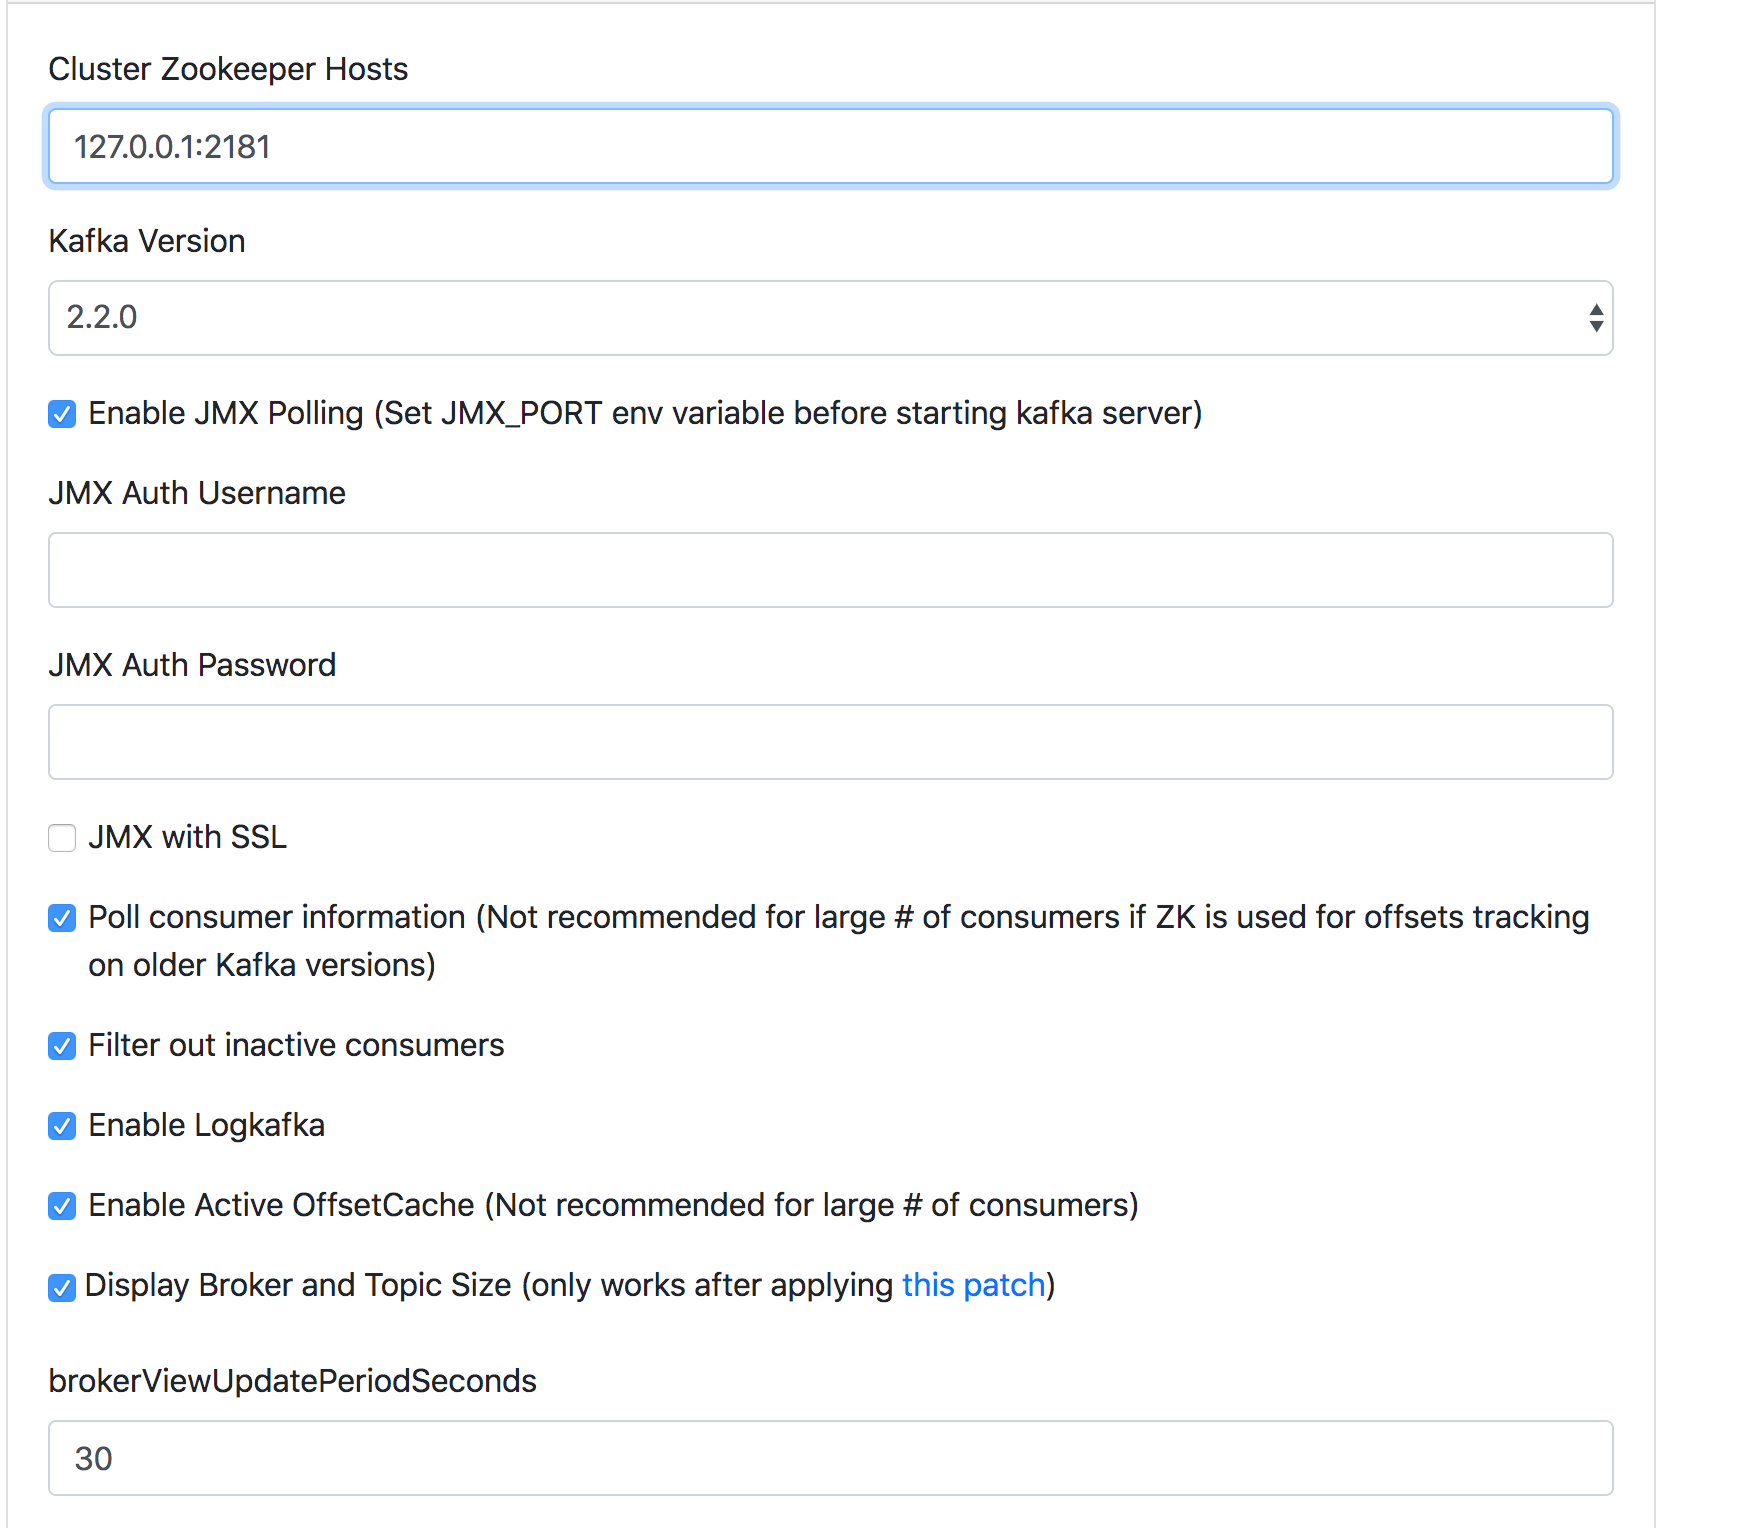 Cluster Zookeeper Hosts
127.0.0.1:2181
Kafka Version
2.2.0
Enable JMX Polling (Set JMX_PORT env variable before starting kafka server)
JMX Auth Username
JMX Auth Password
JMX with SSL
Poll consumer information (Not recommended for large # of consumers if ZK is used for offsets tracking
on older Kafka versions)
Filter out inactive consumers
Enable Logkafka
Enable Active OffsetCache (Not recommended for large # of consumers)
Display Broker and Topic Size (only works after applying this patch)
brokerViewUpdatePeriodSeconds
30